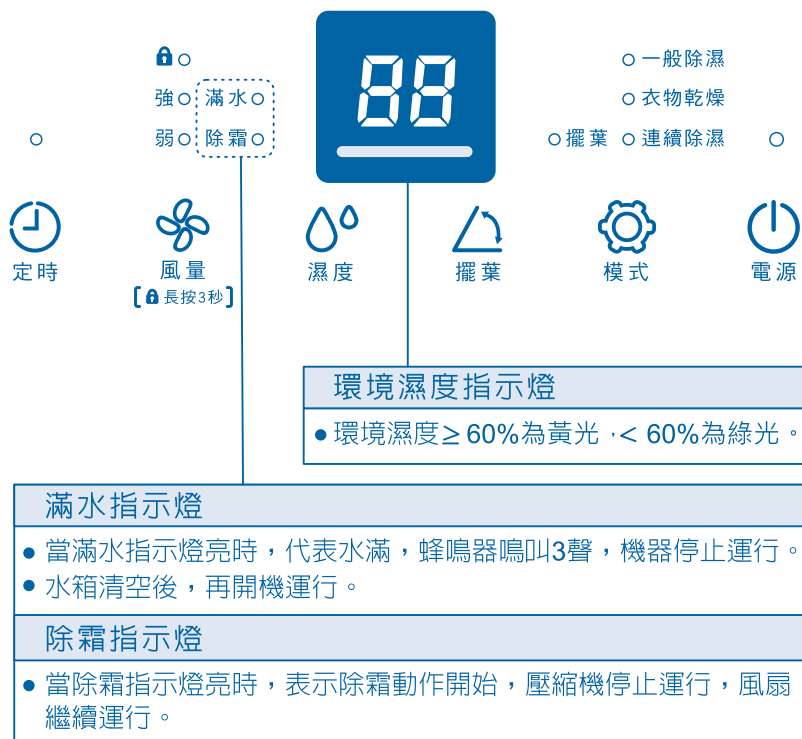 88
一般除濕
強 滿水 衣物乾燥
弱 除霜 擺葉 連續除濕
定時 風量 濕度 擺葉 模式 電源
【 長按3秒】
環境濕度指示燈
● 環境濕度≥60%為黃光,< 60%為綠光。
滿水指示燈
● 當滿水指示燈亮時,代表水滿,蜂鳴器鳴叫3聲,機器停止運行。
● 水箱清空後,再開機運行。
除霜指示燈
● 當除霜指示燈亮時,表示除霜動作開始,壓縮機停止運行,風扇
繼續運行。